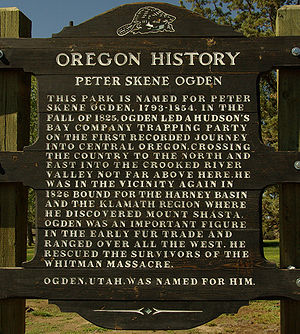 OREGON HISTORY
PETER SKENE OGDEN
THIS PARK IS NAMED FOR PETER
SKENE OGDEN, 1793-1854. IN THE
FALL OF 1825, OGDEN LED A HUDSON'S
BAY COMPANY TRAPPING PARTY
ON THE FIRST RECORDED JOURNEY
INTO CENTRAL OREGON, CROSSING
THE COUNTRY TO THE NORTH AND
EAST INTO THE CROOKED RIVER
VALLEY NOT FAR ABOVE HERE. HE
WAS IN THE VICINITY AGAIN IN
1826 BOUND FOR THE HARNEY BASIN
AND THE KLAMATH REGION WHERE
HE DISCOVERED MOUNT SHASTA.
OGDEN WAS AN IMPORTANT FIGURE
IN THE EARLY FUR TRADE AND
RANGED OVER ALL THE WEST. HE
RESCUED THE SURVIVORS OF THE
WHITMAN MASSACRE.
OGDEN, UTAH, WAS NAMED FOR HIM.